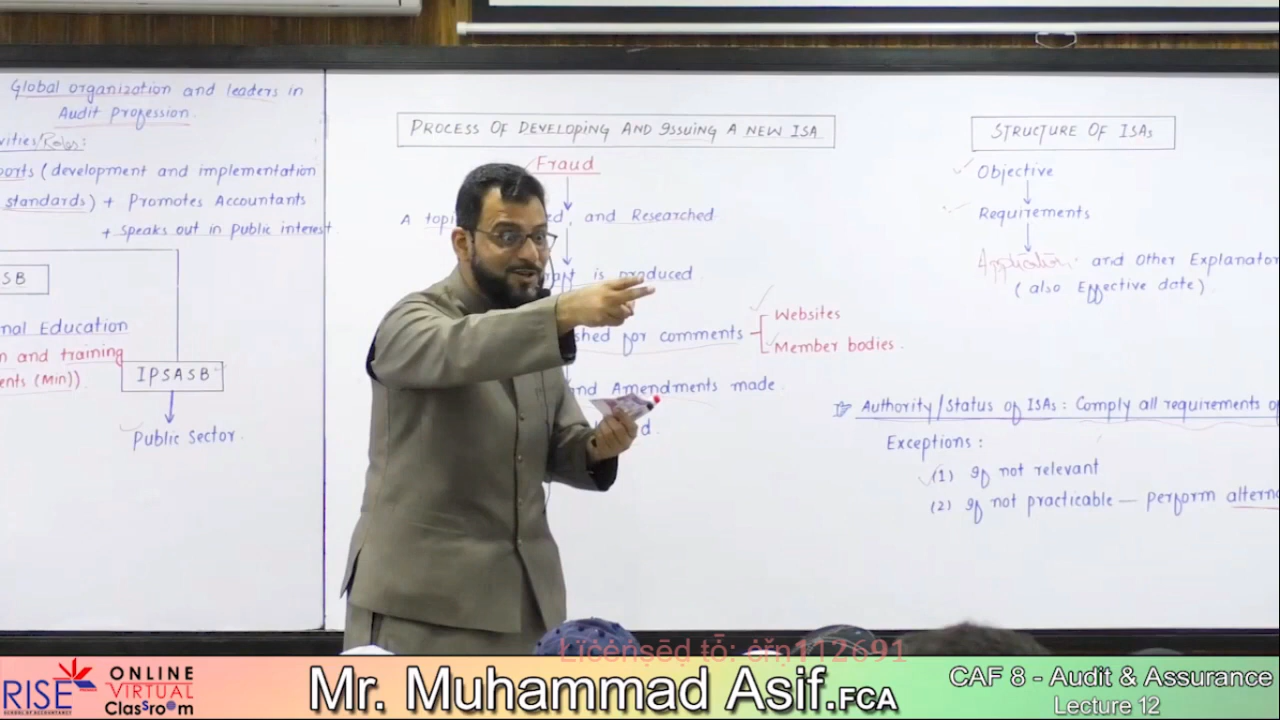 Global organization and leaders in
Audit Profession.
vities/Roles:
ports (development and implementation
standards) + Promotes Accountants
+ speaks out in public interest.
SB
nal Education
n and training
ents (Min))
IPSASB
Public Sector.
PROCESS OF DEVELOPING AND ISSUING A NEW ISA
Fraud
A topi ed, and Researched
is produced.
shed for comments
Websites
Member bodies.
and Amendments made.
d.
STRUCTURE OF ISAs
Objective
Requirements
Application and Other Explanator
(also Effective date)
☆ Authority/Status of ISAs: Comply all requirements o
Exceptions:
(1) If not relevant
(2) If not practicable — perform altern
RISE
SCHOOL OF ACCOUNTANCY
ONLINE
VIRTUAL
Classroom
Mr. Muhammad Asif.FCA
CAF 8 - Audit & Assurance
Lecture 12